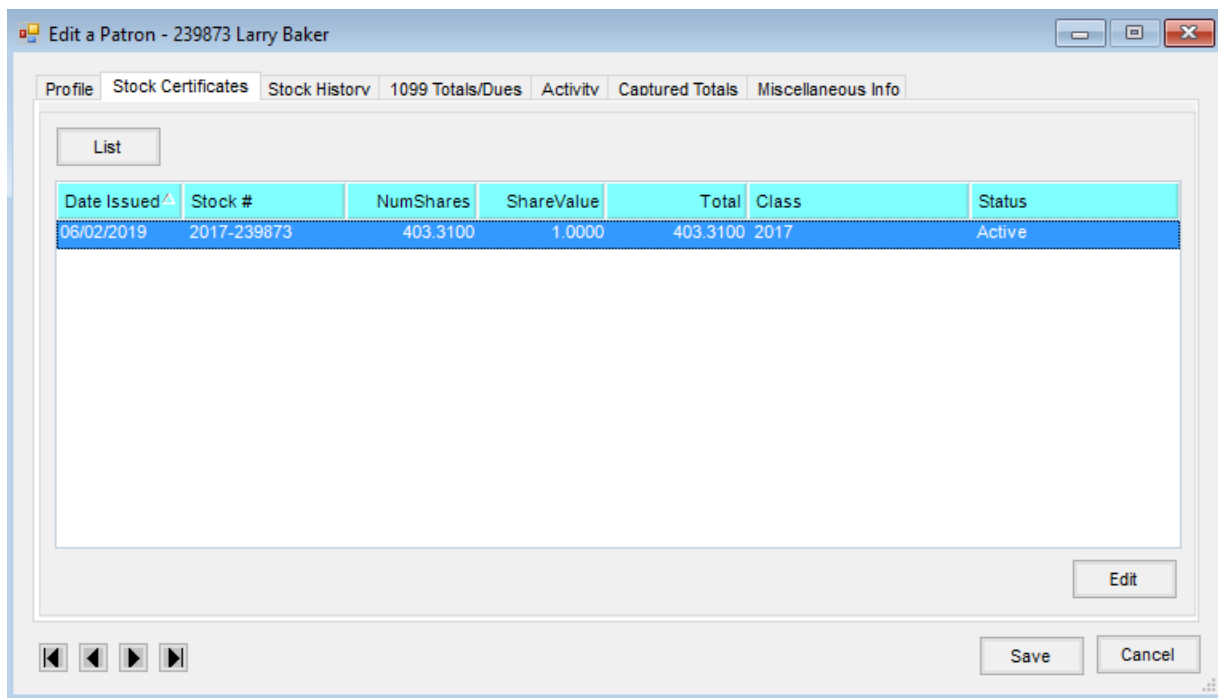 Edit a Patron - 239873 Larry Baker
Profile Stock Certificates Stock History 1099 Totals/Dues Activity Captured Totals Miscellaneous Info
List
Date Issued Stock # NumShares ShareValue Total Class Status
06/02/2019 2017-239873 403.3100 1.0000 403.3100 2017 Active
Edit
Save Cancel